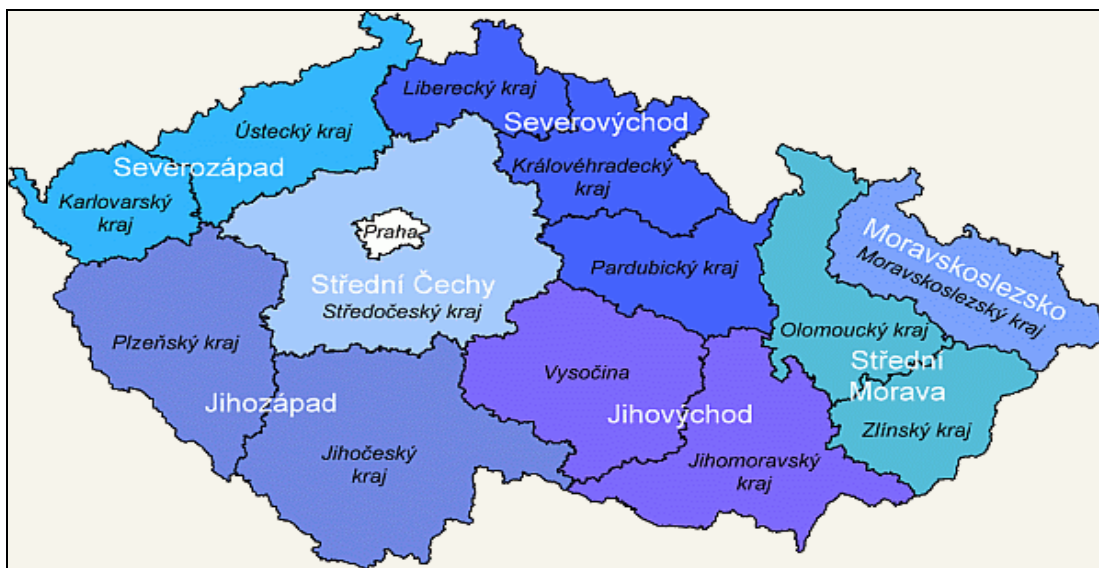 Liberecký kraj
Severovýchod
Ústecký kraj
Severozápad
Královéhradecký
kraj
Karlovarský
kraj
Praha
Pardubický kraj
Moravskoslezsko
Moravskoslezský kraj
Střední Čechy
Středočeský kraj
Plzeňský kraj
Olomoucký kraj
Vysočina
Střední
Morava
Jihozápad
Jihovýchod
Zlínský kraj
Jihočeský
kraj
Jihomoravský
kraj